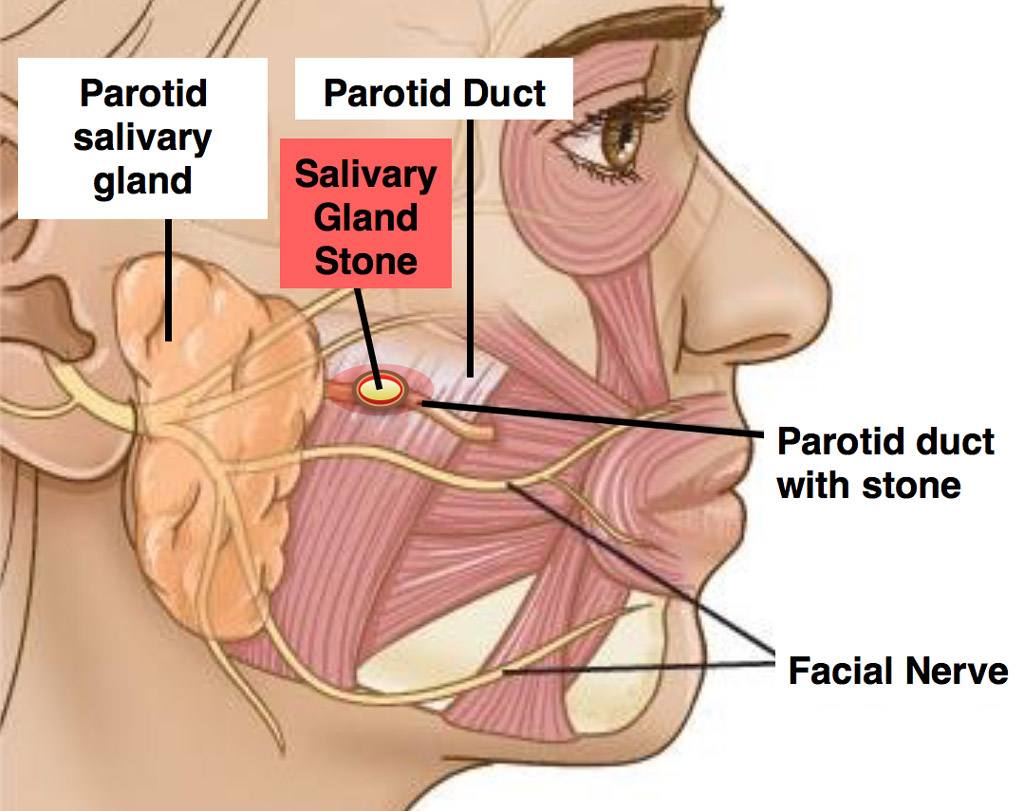 Parotid
salivary
gland
Parotid Duct
Salivary
Gland
Stone
Parotid duct
with stone
Facial Nerve